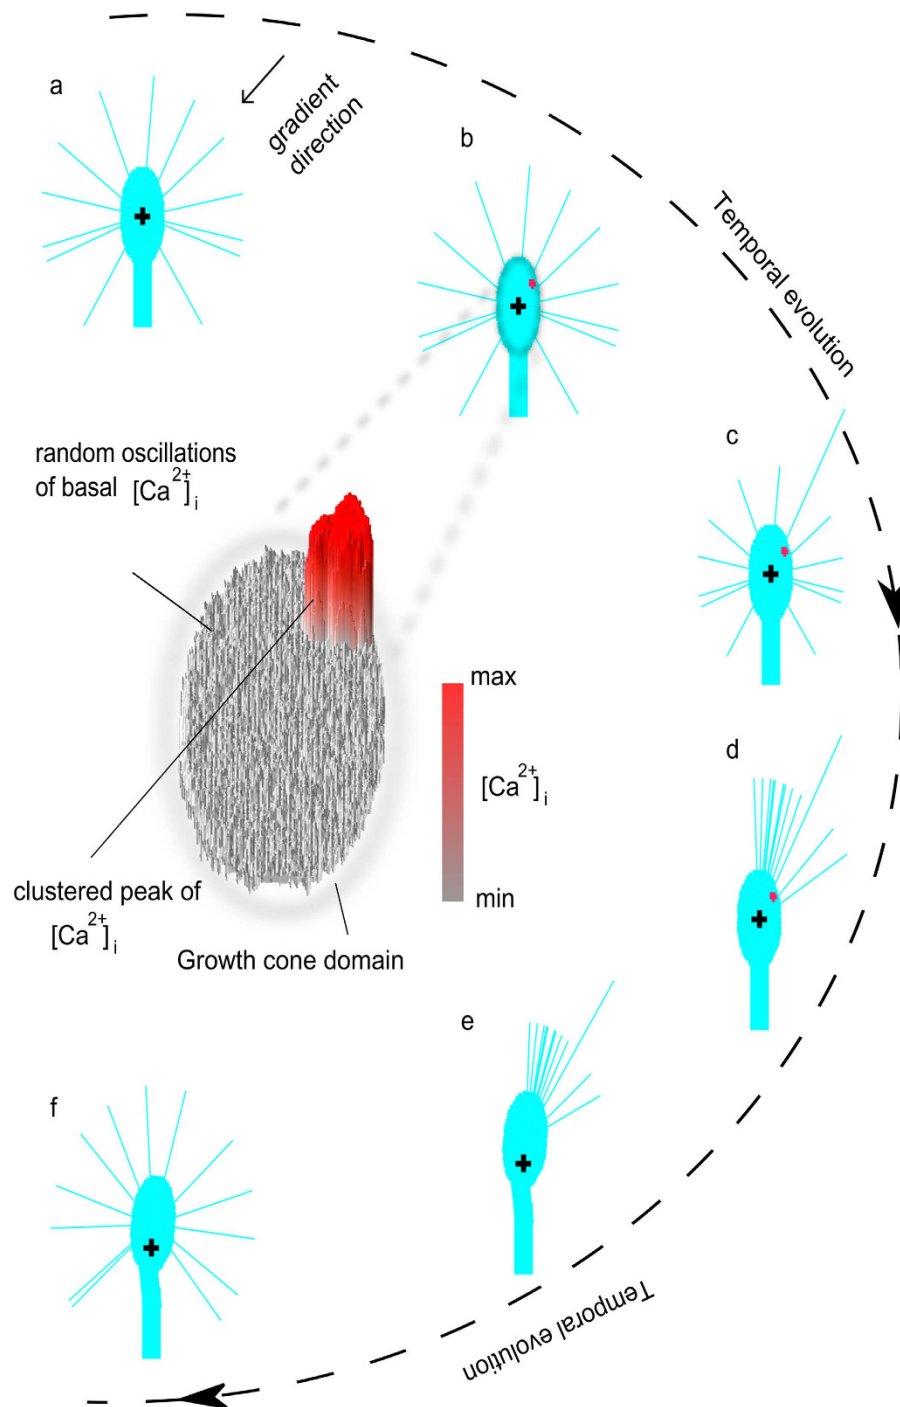 a
gradient
direction
b
Temporal evolution
c
random oscillations
of basal [Ca2+]i
max
[Ca2+]i
min
d
clustered peak of
[Ca2+]i
Growth cone domain
e
f
Temporal evolution